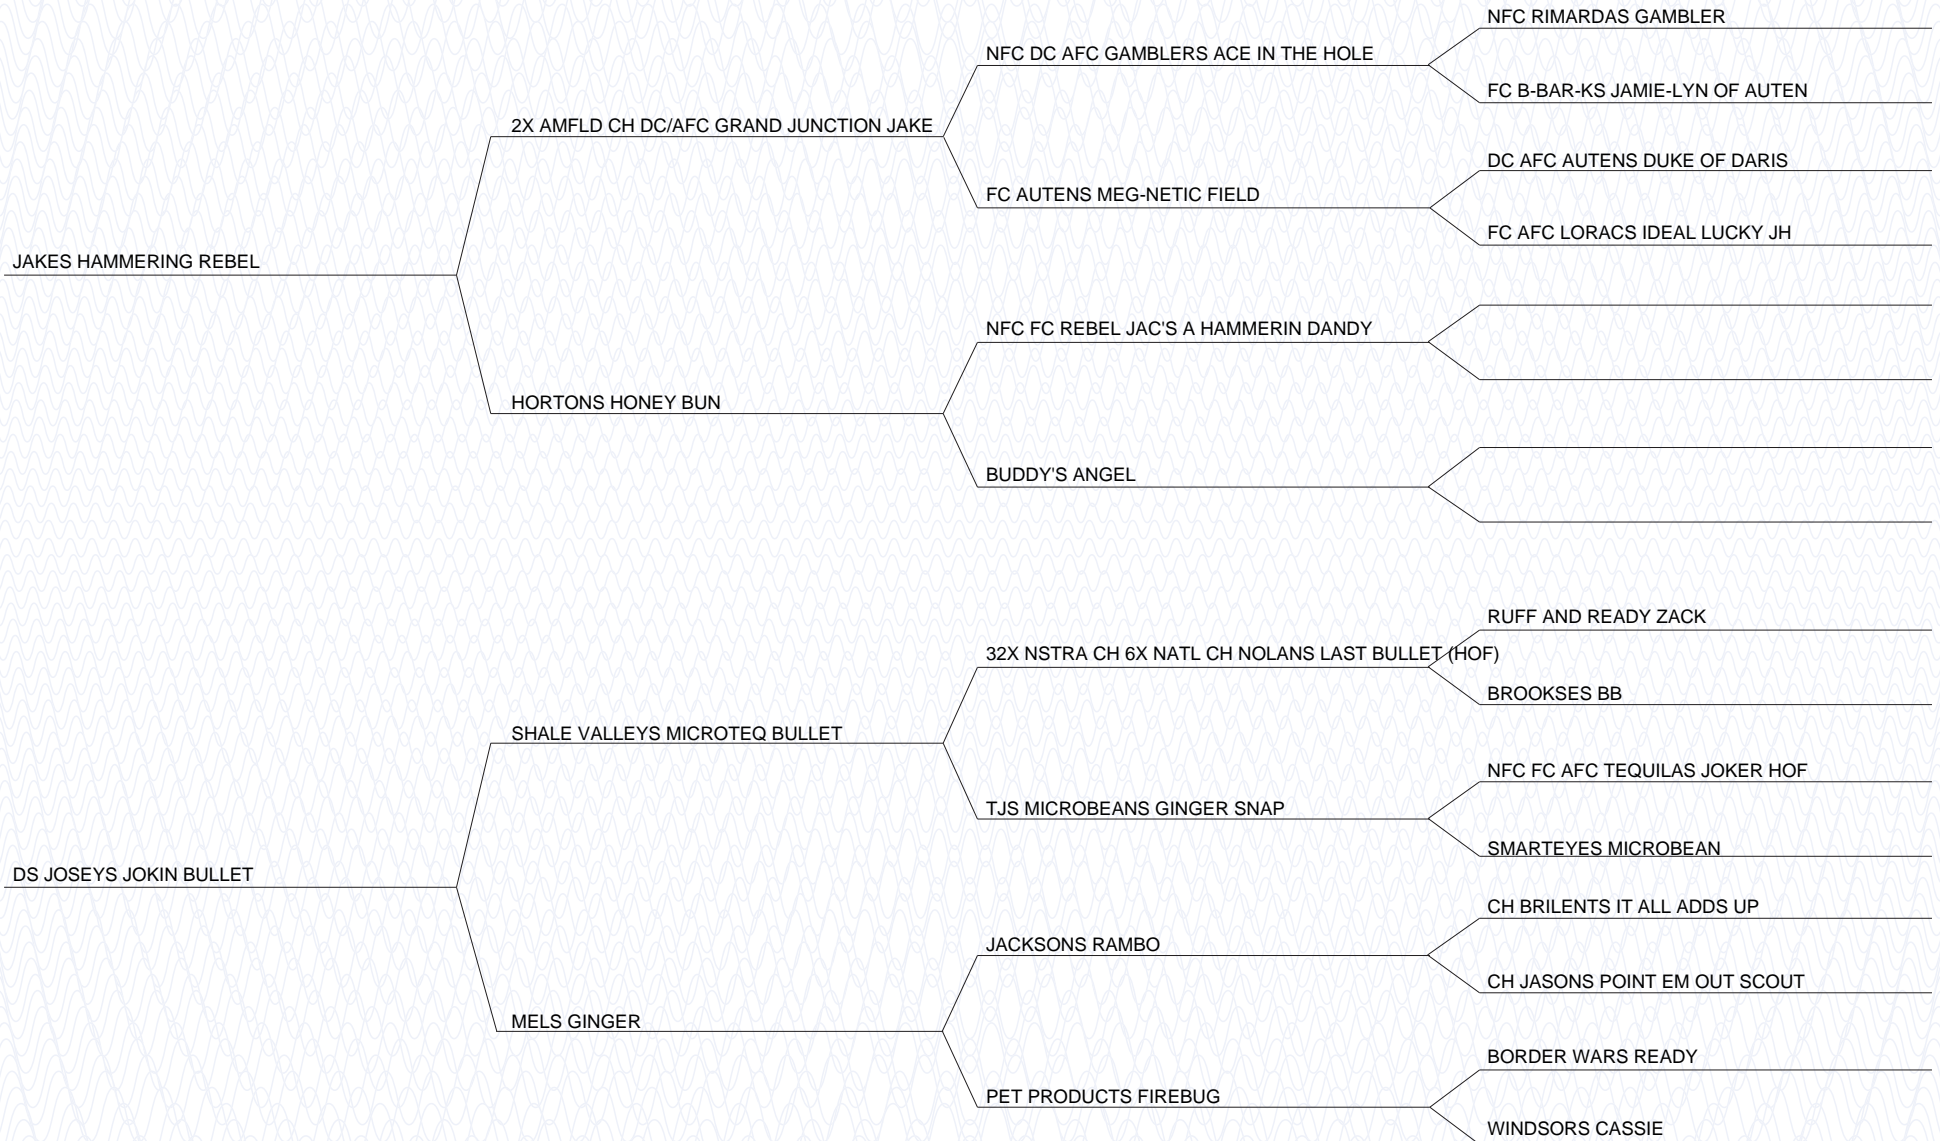 NFC RIMARDAS GAMBLER
NFC DC AFC GAMBLERS ACE IN THE HOLE
FC B-BAR-KS JAMIE-LYN OF AUTEN
2X AMFLD CH DC/AFC GRAND JUNCTION JAKE
DC AFC AUTENS DUKE OF DARIS
FC AUTENS MEG-NETIC FIELD
FC AFC LORACS IDEAL LUCKY JH
JAKES HAMMERING REBEL
NFC FC REBEL JAC'S A HAMMERIN DANDY
HORTONS HONEY BUN
BUDDY'S ANGEL
RUFF AND READY ZACK
32X NSTRA CH 6X NATL CH NOLANS LAST BULLET (HOF)
BROOKSES BB
SHALE VALLEYS MICROTEQ BULLET
NFC FC AFC TEQUILAS JOKER HOF
TJS MICROBEANS GINGER SNAP
SMARTEYES MICROBEAN
DS JOSEYS JOKIN BULLET
CH BRILENTS IT ALL ADDS UP
JACKSONS RAMBO
CH JASONS POINT EM OUT SCOUT
MELS GINGER
BORDER WARS READY
PET PRODUCTS FIREBUG
WINDSORS CASSIE